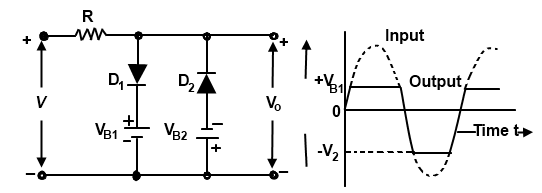 R
+
+
V
D1
D2
Vo
+
-
VB1
-
VB2
+
-
-
Input
+VB1
Output
0
Time t
-V2